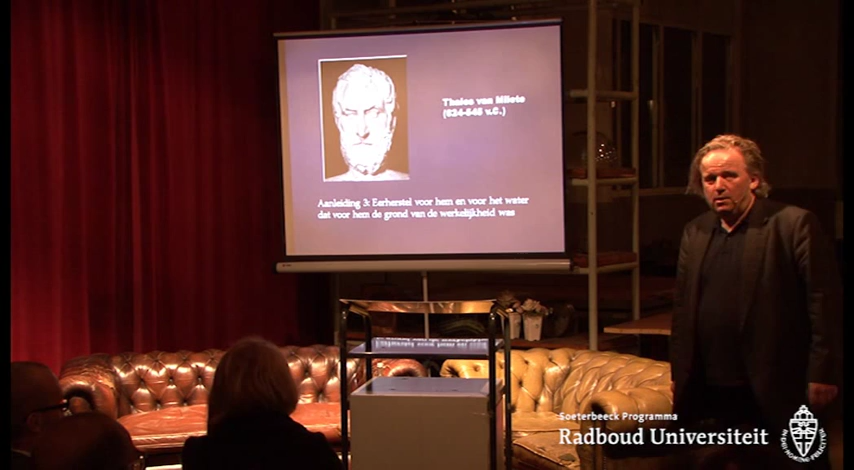 Thales van Milete
(624-545 v.C.)
Aanleiding 3: Eerherstel voor hem en voor het water
dat voor hem de grond van de werkelijkheid was
Soeterbeeck Programma
Radboud Universiteit